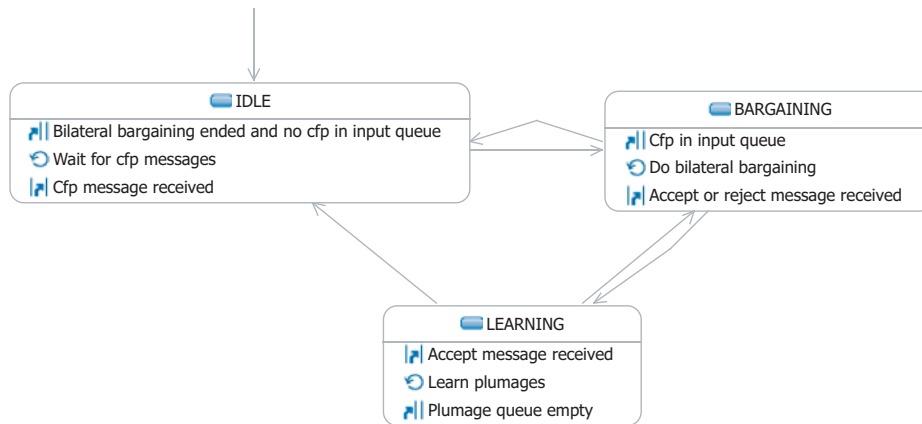 IDLE
Bilateral bargaining ended and no cfp in input queue
Wait for cfp messages
Cfp message received
BARGAINING
Cfp in input queue
Do bilateral bargaining
Accept or reject message received
LEARNING
Accept message received
Learn plumages
Plumage queue empty